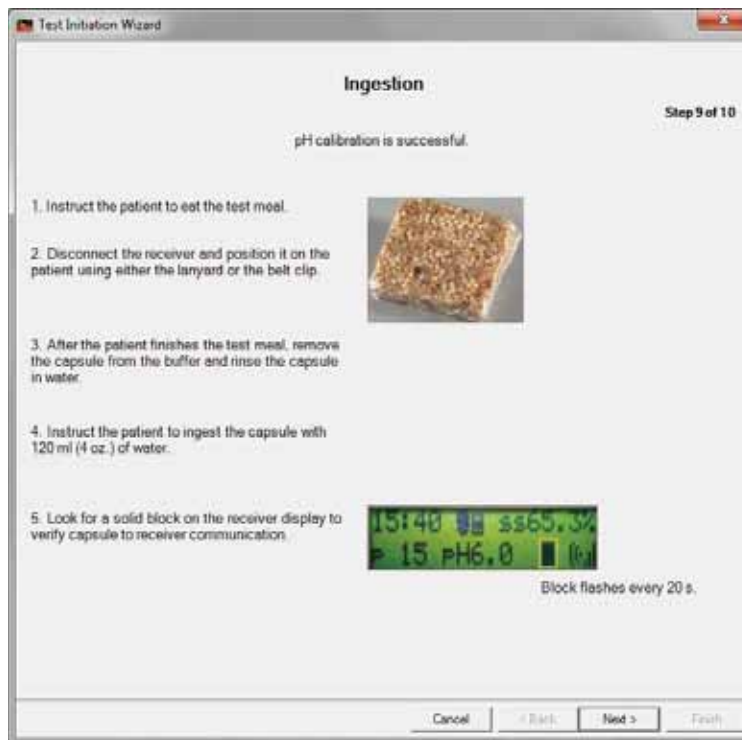 Test Initiation Wizard
Ingestion
Step 9 of 10
pH calibration is successful.
1. Instruct the patient to eat the test meal.
2. Disconnect the receiver and position it on the
patient using either the lanyard or the belt clip.
3. After the patient finishes the test meal, remove
the capsule from the buffer and rinse the capsule
in water.
4. Instruct the patient to ingest the capsule with
120 ml (4 oz.) of water.
5. Look for a solid block on the receiver display to
verify capsule to receiver communication.
15:40 ss65.3%
p 15 pH6.0
Block flashes every 20 s.
Cancel < Back Next > Finish